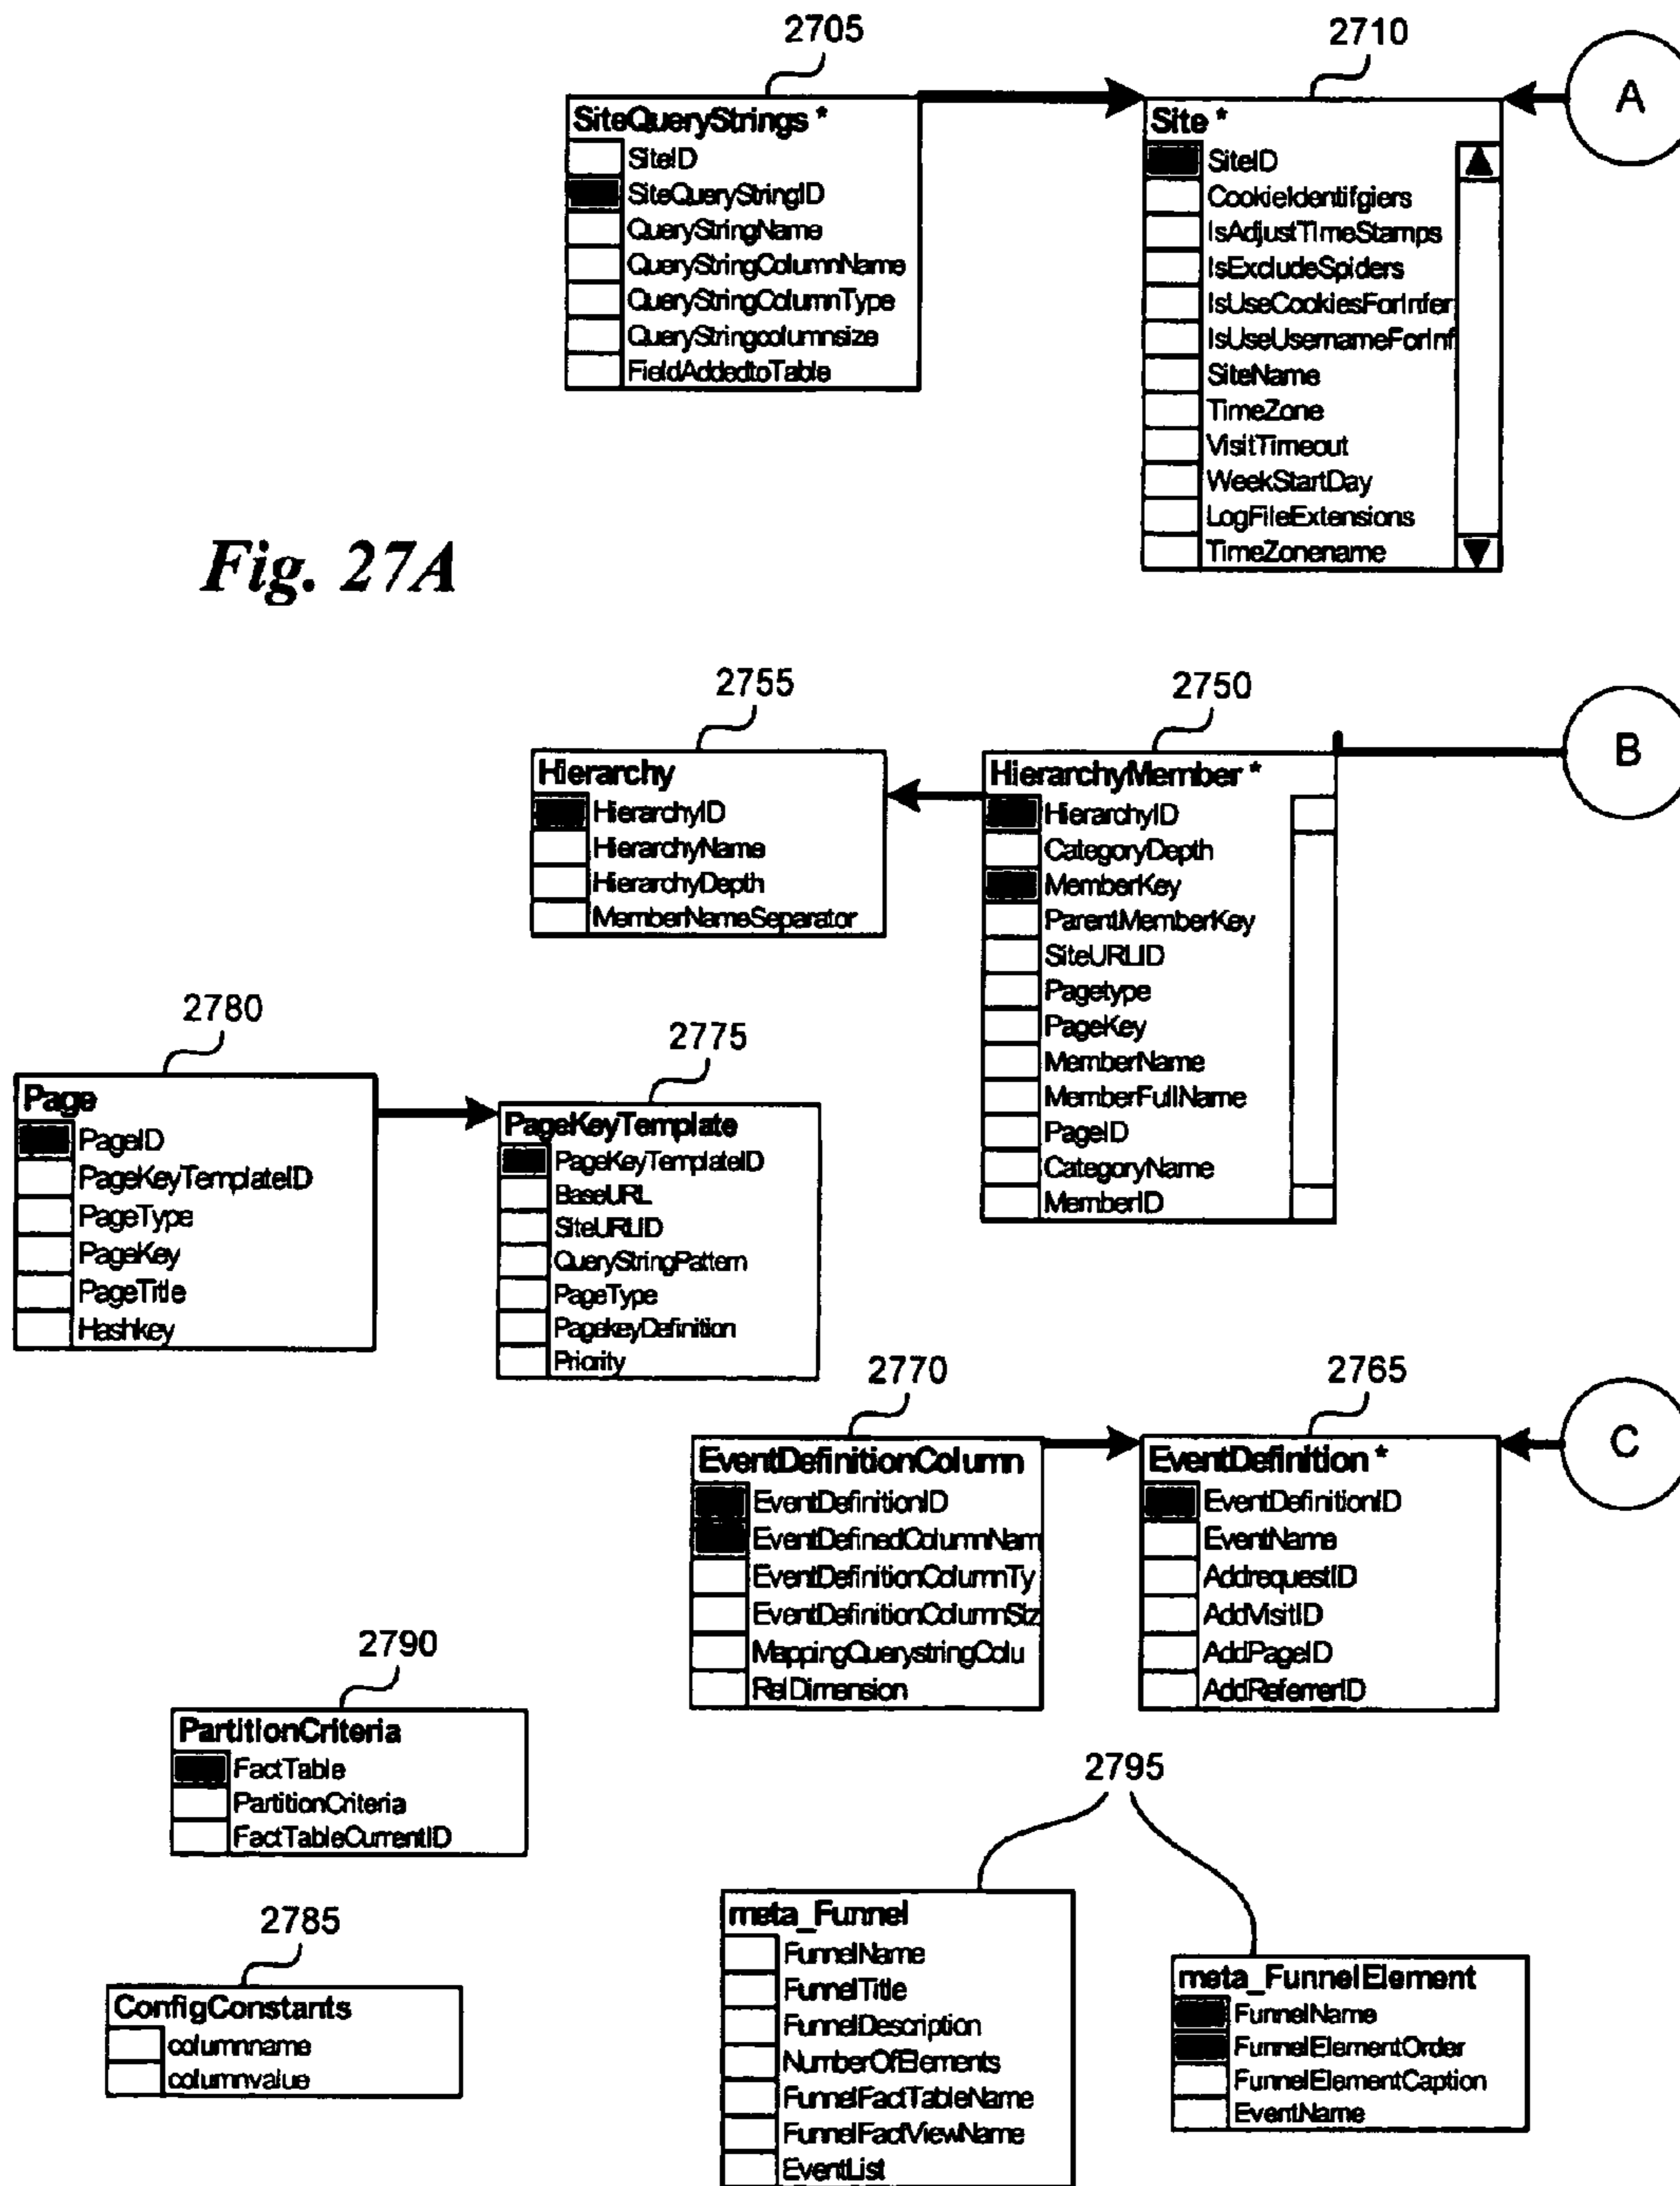 2705
2710
A
SiteQueryStrings *
SiteID
SiteQueryStringID
QueryStringName
QueryStringColumnName
QueryStringColumnType
QueryStringcolumnsize
FieldAddedtoTable
Site *
SiteID
CookieIdentifgiers
IsAdjustTimeStamps
IsExcludeSpiders
IsUseCookiesForInfer
IsUseUsernameForInf
SiteName
TimeZone
VisitTimeout
WeekStartDay
LogFileExtensions
TimeZonename
Fig. 27A
2755
2750
B
Hierarchy
HierarchyID
HierarchyName
HierarchyDepth
MemberNameSeparator
HierarchyMember *
HierarchyID
CategoryDepth
MemberKey
ParentMemberKey
SiteURLID
Pagetype
PageKey
MemberName
MemberFullName
PageID
CategoryName
MemberID
2780
2775
Page
PageID
PageKeyTemplateID
PageType
PageKey
PageTitle
Hashkey
PageKeyTemplate
PageKeyTemplateID
BaseURL
SiteURLID
QueryStringPattern
PageType
PagekeyDefinition
Priority
2770
2765
C
EventDefinitionColumn
EventDefinitionID
EventDefinedColumnNam
EventDefinitionColumnTy
EventDefinitionColumnSiz
MappingQuerystringColu
RelDimension
EventDefinition *
EventDefinitionID
EventName
AddrequestID
AddVisitID
AddPageID
AddReferrerID
2790
PartitionCriteria
FactTable
PartitionCriteria
FactTableCurrentID
2795
2785
ConfigConstants
columnname
columnvalue
meta_Funnel
FunnelName
FunnelTitle
FunnelDescription
NumberOfElements
FunnelFactTableName
FunnelFactViewName
EventList
meta_FunnelElement
FunnelName
FunnelElementOrder
FunnelElementCaption
EventName